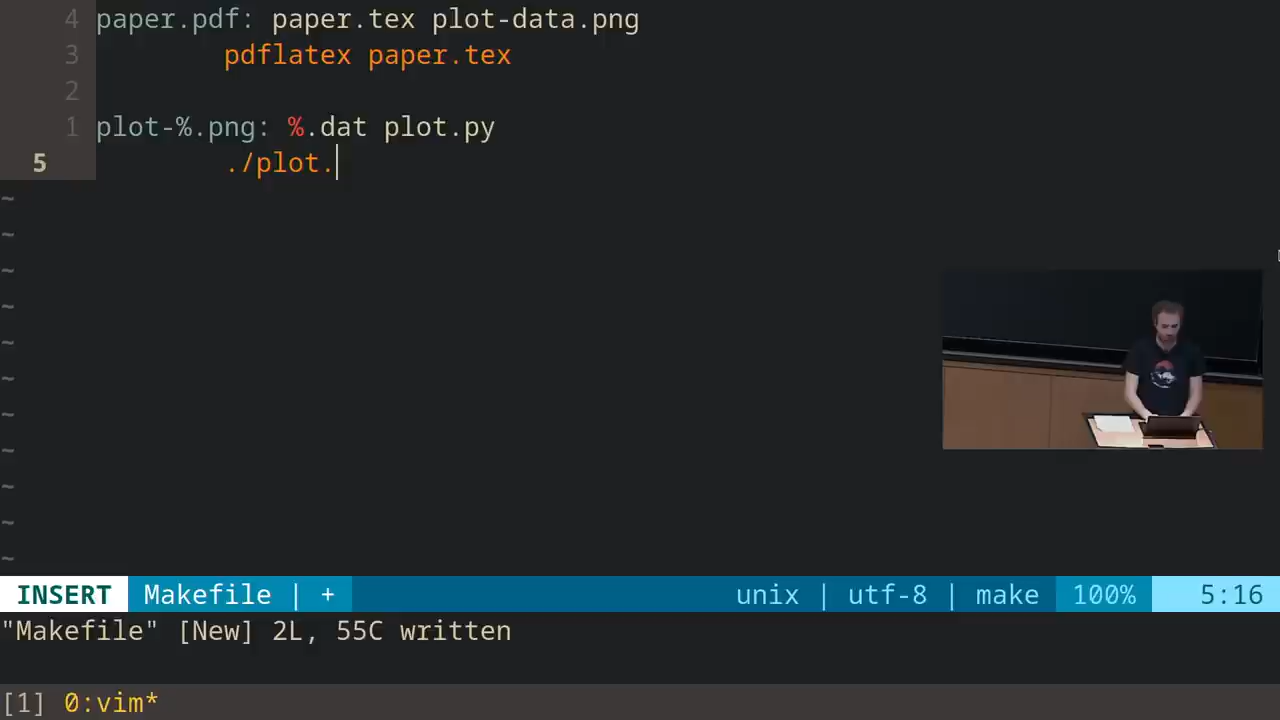 4 paper.pdf: paper.tex plot-data.png
3 pdflatex paper.tex
2
1 plot-%.png: %.dat plot.py
5 ./plot.
~
~
~
~
~
~
~
~
~
~
~
INSERT Makefile | + unix | utf-8 | make 100% 5:16
"Makefile" [New] 2L, 55C written
[1] 0:vim*